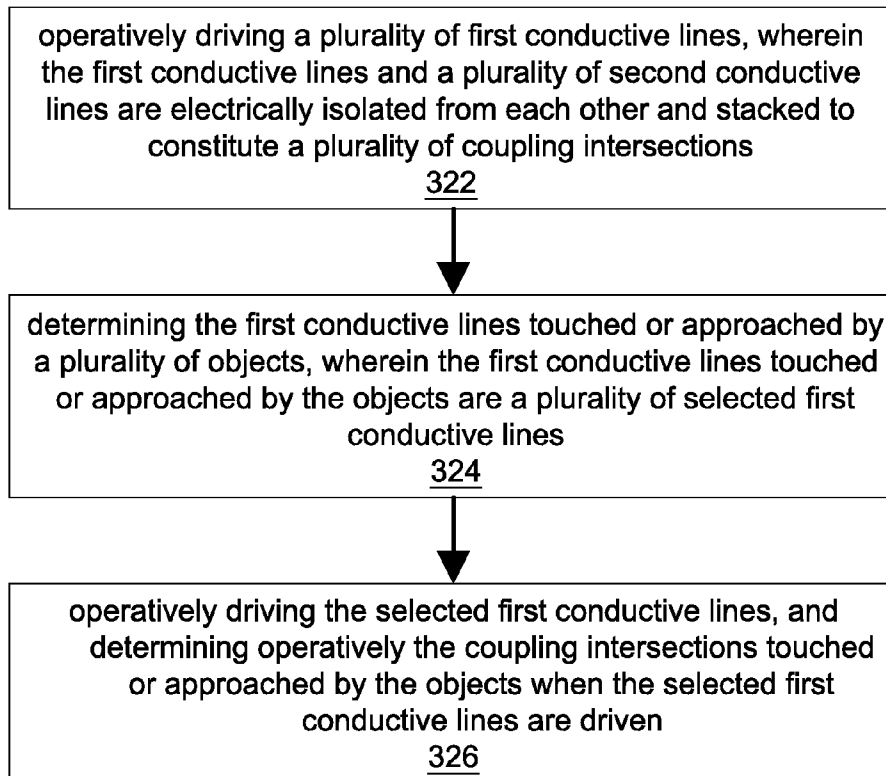 operatively driving a plurality of first conductive lines, wherein
the first conductive lines and a plurality of second conductive
lines are electrically isolated from each other and stacked to
constitute a plurality of coupling intersections
322
determining the first conductive lines touched or approached by
a plurality of objects, wherein the first conductive lines touched
or approached by the objects are a plurality of selected first
conductive lines
324
operatively driving the selected first conductive lines, and
determining operatively the coupling intersections touched
or approached by the objects when the selected first
conductive lines are driven
326